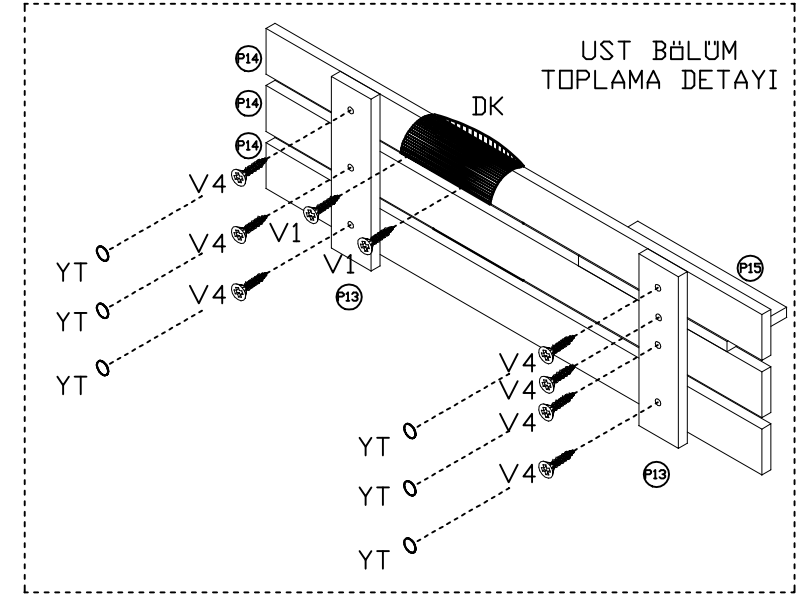 UST BÖLÜM
TOPLAMA DETAYI
P14
P14
P14
DK
V4
V4
V1
V1
V4
YT
YT
YT
P13
P15
V4
V4
V4
V4
YT
YT
YT
P13